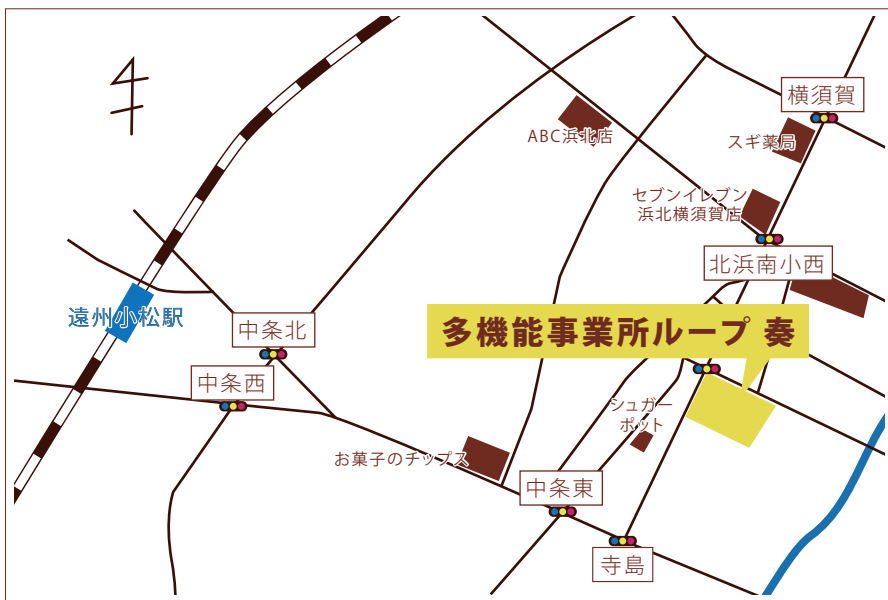 横須賀
スギ薬局
ABC浜北店
セブンイレブン
浜北横須賀店
北浜南小西
遠州小松駅
中条北
多機能事業所ループ 奏
中条西
シュガー
ポット
お菓子のチップス
中条東
寺島